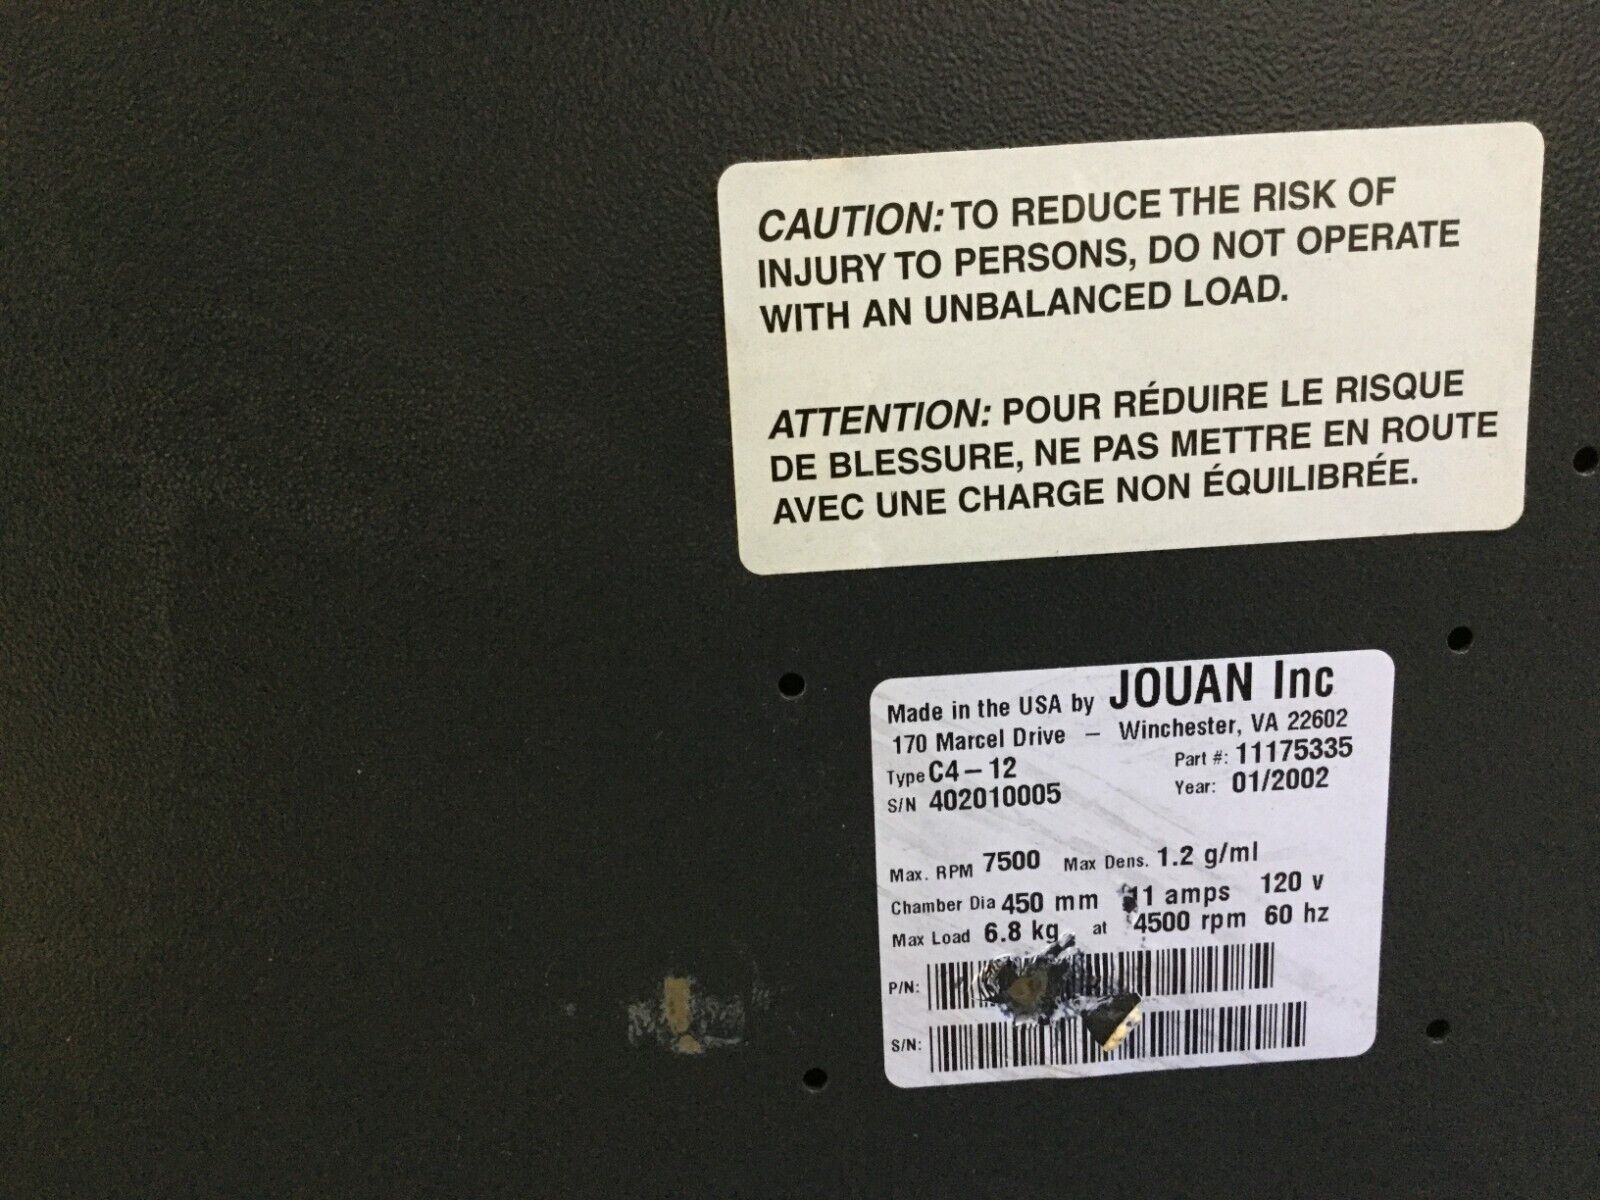 CAUTION: TO REDUCE THE RISK OF
INJURY TO PERSONS, DO NOT OPERATE
WITH AN UNBALANCED LOAD.
ATTENTION: POUR RÉDUIRE LE RISQUE
DE BLESSURE, NE PAS METTRE EN ROUTE
AVEC UNE CHARGE NON ÉQUILIBRÉE.
Made in the USA by JOUAN Inc
170 Marcel Drive – Winchester, VA 22602
Type C4-12 Part #: 11175335
S/N 402010005 Year: 01/2002
Max. RPM 7500 Max Dens. 1.2 g/ml
Chamber Dia 450 mm 11 amps 120 v
Max Load 6.8 kg at 4500 rpm 60 hz
P/N:
S/N: